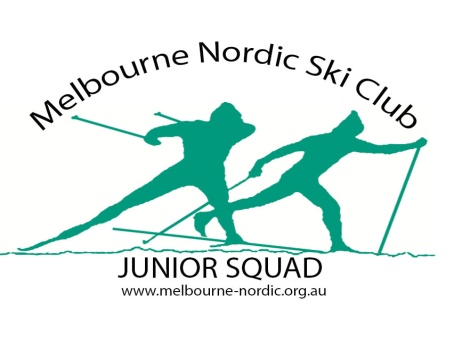 Melbourne Nordic Ski Club
JUNIOR SQUAD
www.melbourne-nordic.org.au